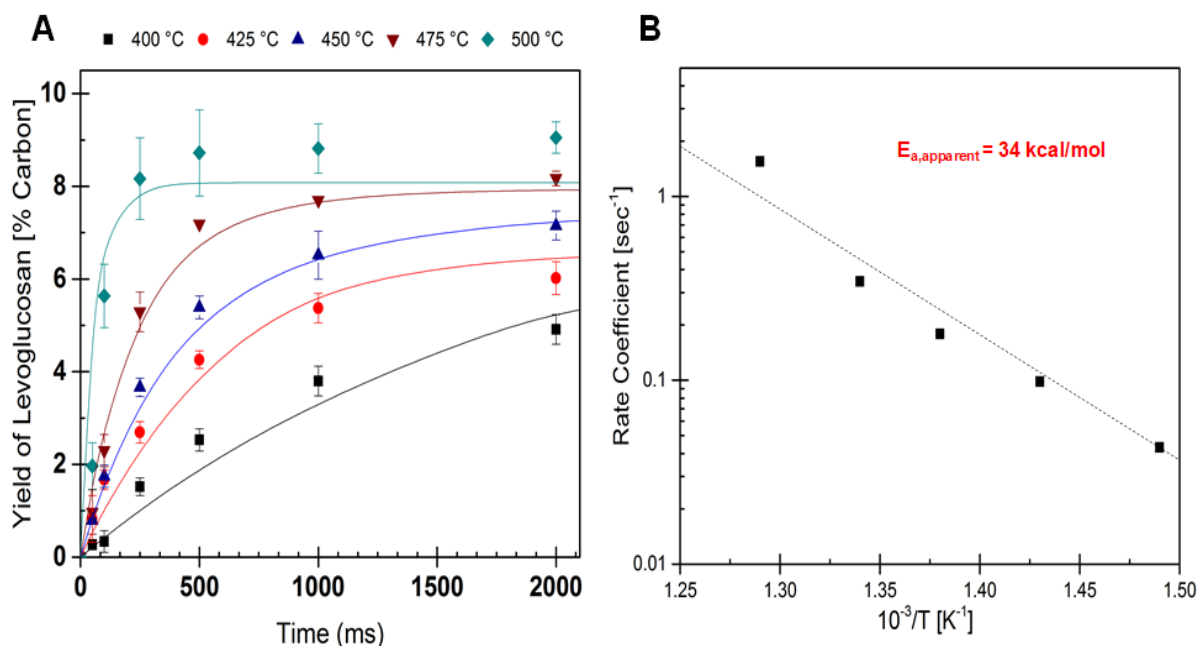 A
400 °C 425 °C 450 °C 475 °C 500 °C
Yield of Levoglucosan [% Carbon]
10
8
6
4
2
0
0 500 1000 1500 2000
Time (ms)
B
E a,apparent = 34 kcal/mol
Rate Coefficient [sec-1]
1
0.1
0.01
1.25 1.30 1.35 1.40 1.45 1.50
10-3/T [K-1]